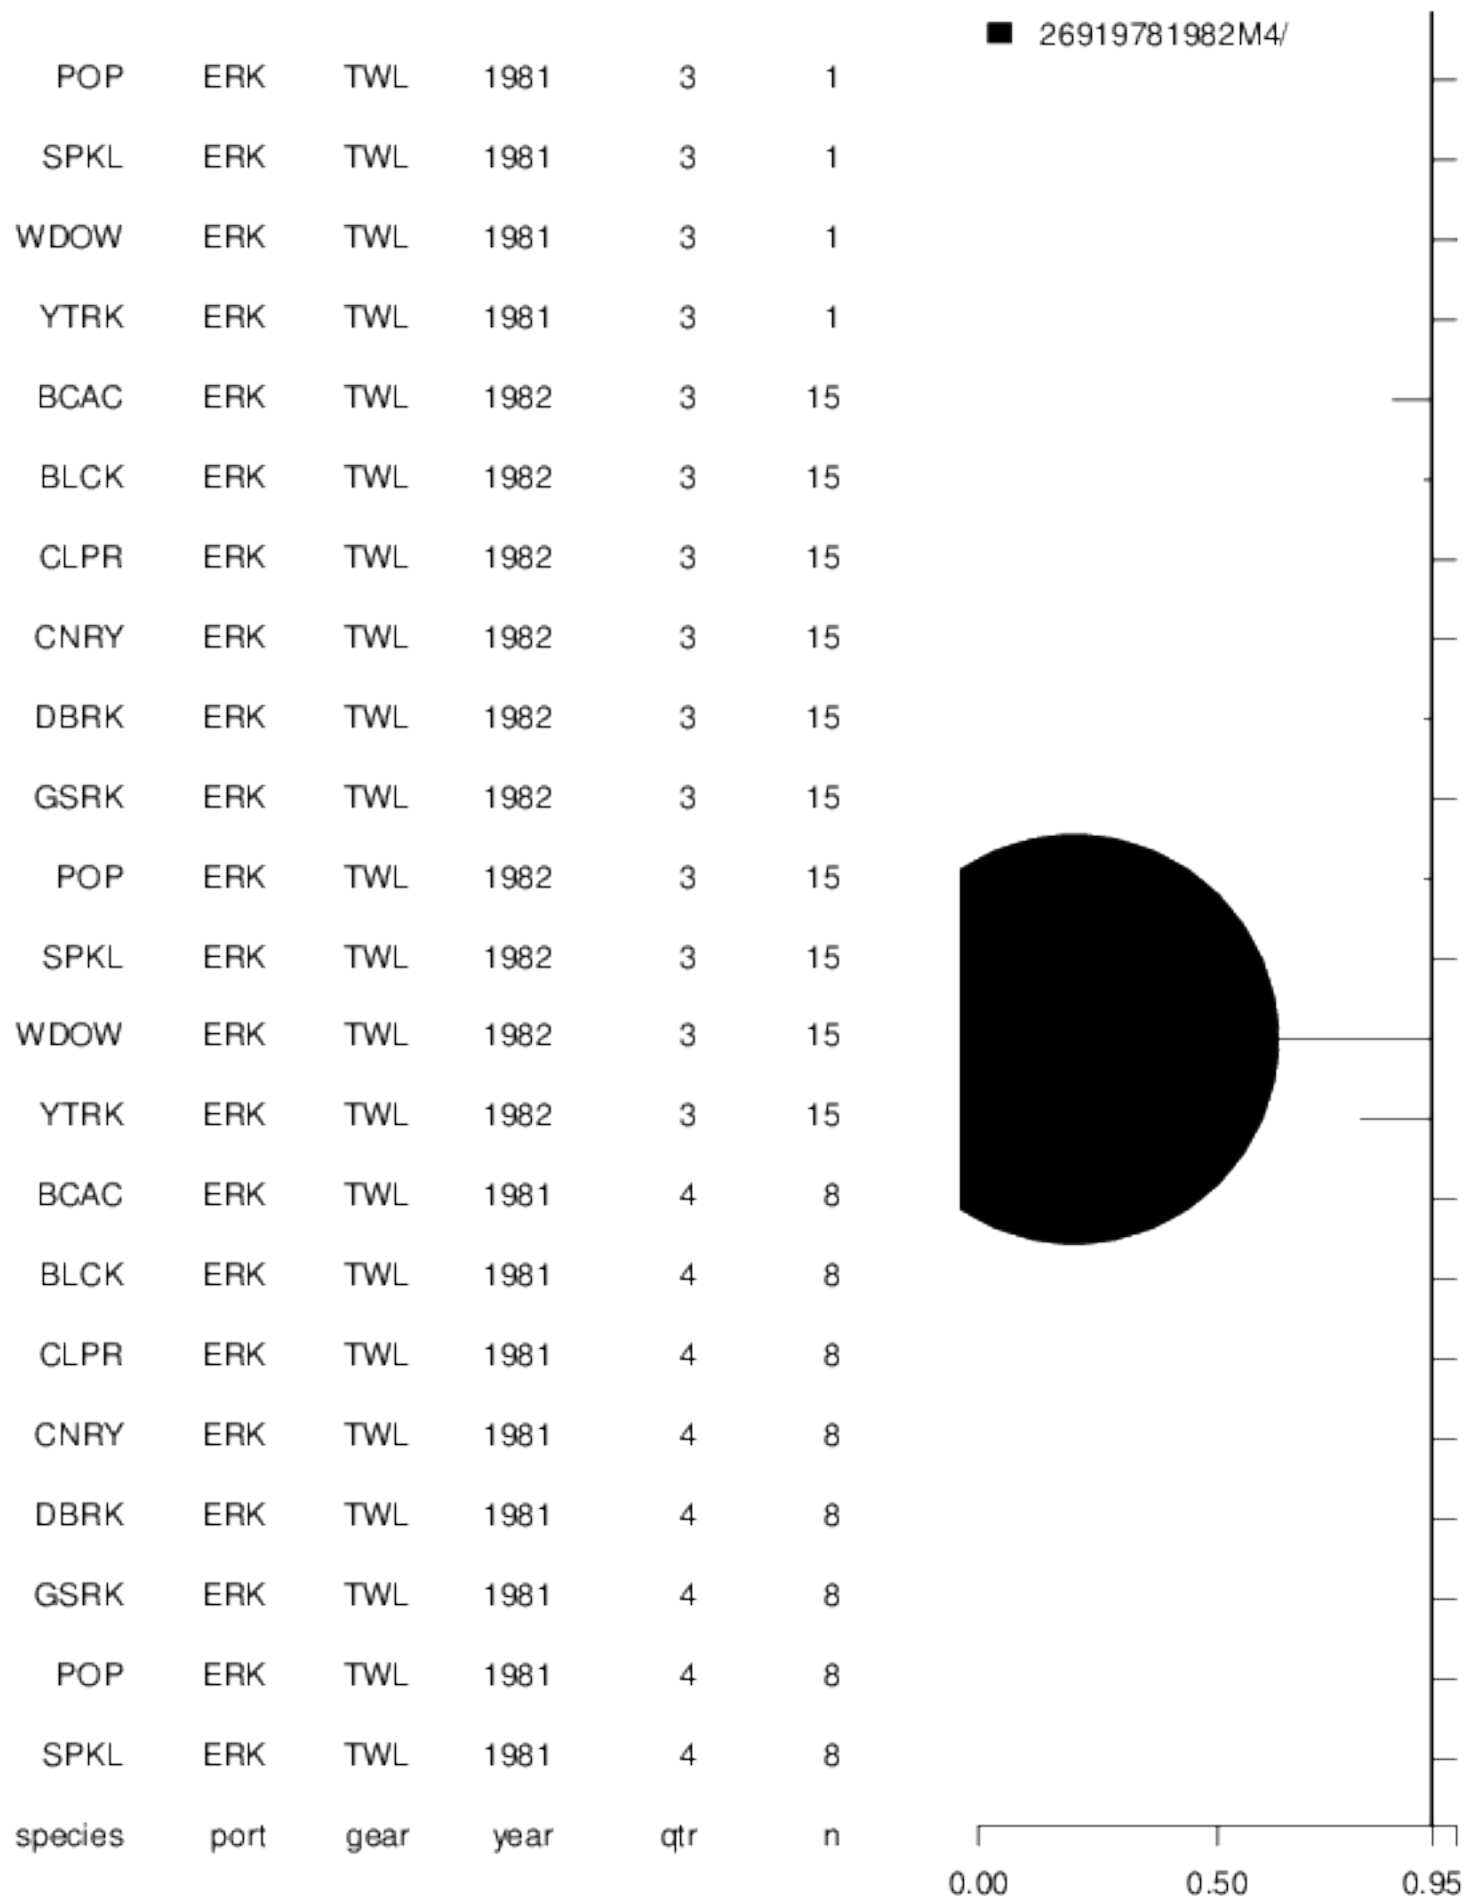 26919781982M4/
POP ERK TWL 1981 3 1
SPKL ERK TWL 1981 3 1
WDOW ERK TWL 1981 3 1
YTRK ERK TWL 1981 3 1
BCAC ERK TWL 1982 3 15
BLCK ERK TWL 1982 3 15
CLPR ERK TWL 1982 3 15
CNRY ERK TWL 1982 3 15
DBRK ERK TWL 1982 3 15
GSRK ERK TWL 1982 3 15
POP ERK TWL 1982 3 15
SPKL ERK TWL 1982 3 15
WDOW ERK TWL 1982 3 15
YTRK ERK TWL 1982 3 15
BCAC ERK TWL 1981 4 8
BLCK ERK TWL 1981 4 8
CLPR ERK TWL 1981 4 8
CNRY ERK TWL 1981 4 8
DBRK ERK TWL 1981 4 8
GSRK ERK TWL 1981 4 8
POP ERK TWL 1981 4 8
SPKL ERK TWL 1981 4 8
species port gear year qtr n
0.00 0.50 0.95